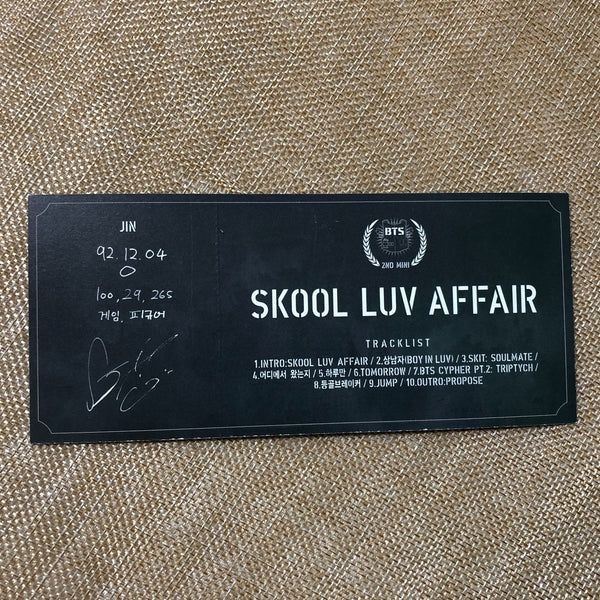 JIN
92.12.04
O
100, 29, 265
게임, 피규어
BTS
2ND MINI
SKOOL LUV AFFAIR
TRACKLIST
1.INTRO:SKOOL LUV AFFAIR / 2.상남자(BOY IN LUV) / 3.SKIT: SOULMATE /
4.어디에서 왔는지 / 5.하루만 / 6.TOMORROW / 7.BTS CYPHER PT.2: TRIPTYCH /
8.등골브레이커 / 9.JUMP / 10.OUTRO:PROPOSE